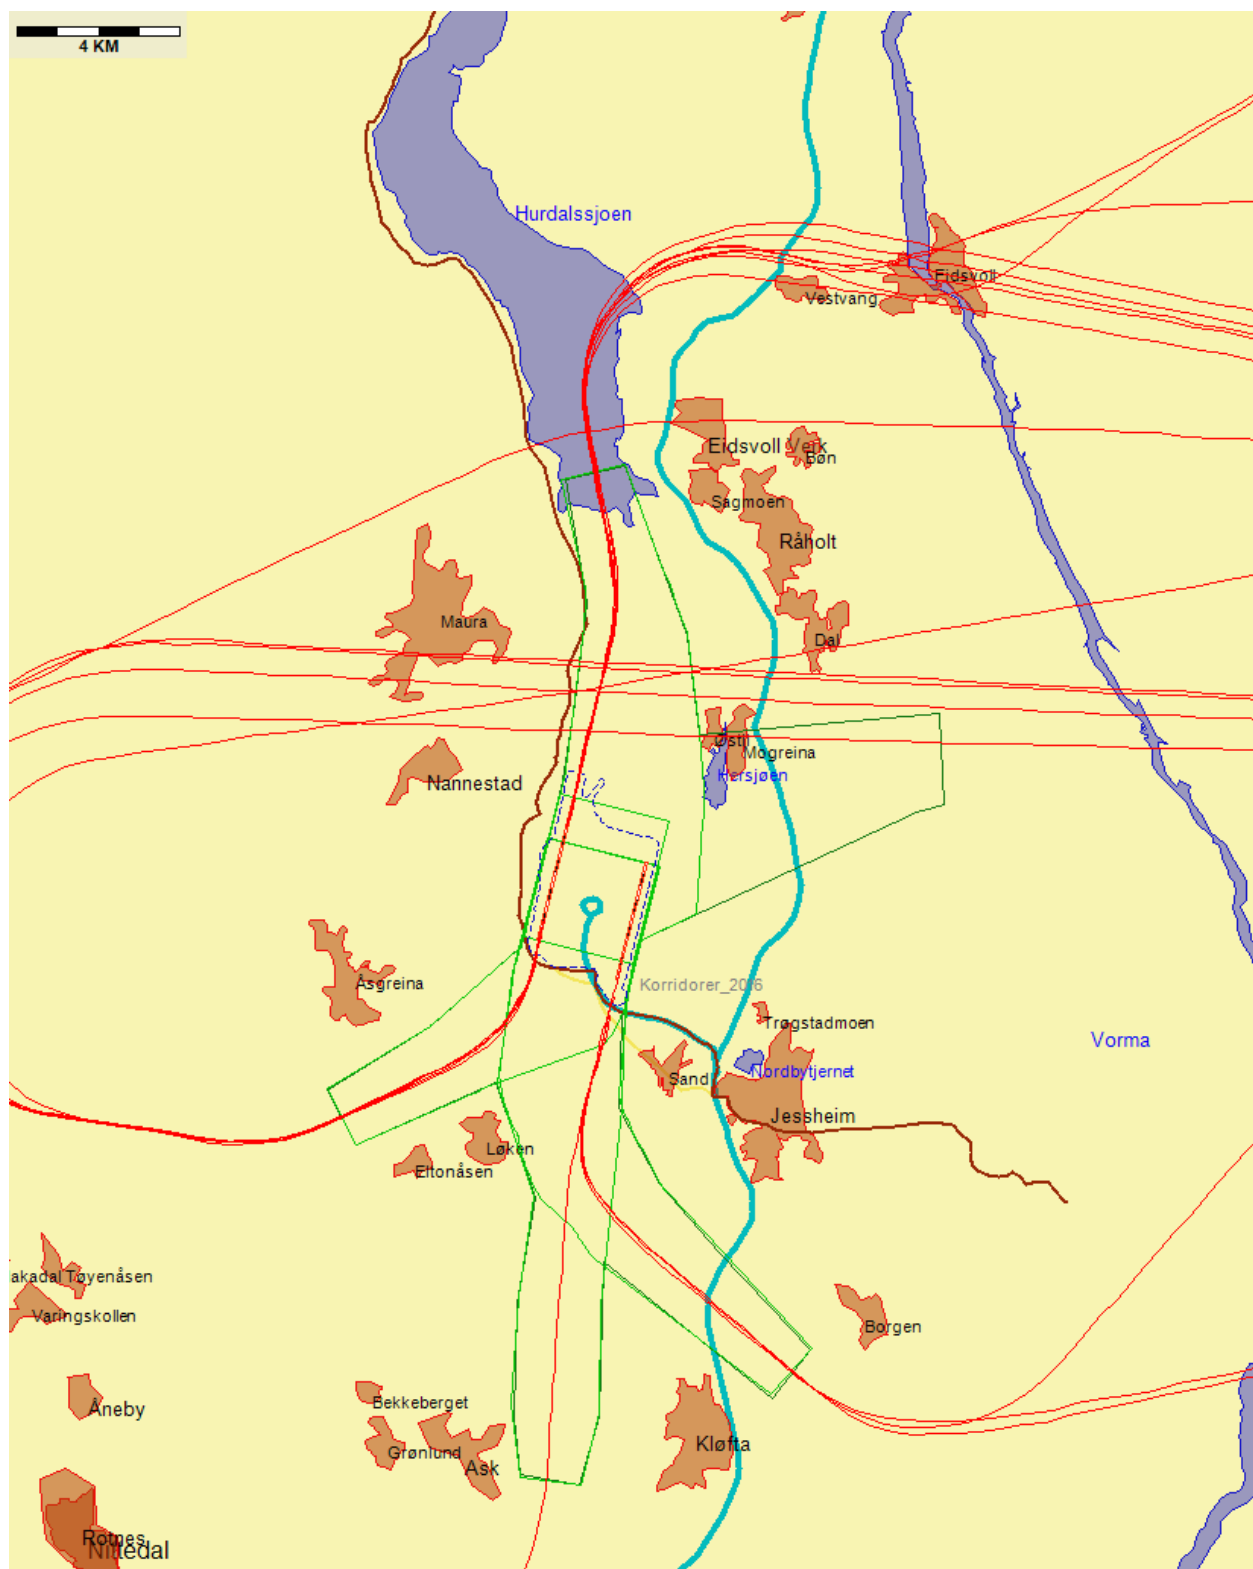 4 KM
Hurdalssjoen
Eidsvoll
Vestvang
Eidsvoll Verk
Bøn
Sagmoen
Råholt
Maura
Dal
Mogreina
Hersjøen
Nannestad
Åsgreina
Korridorer_2016
Trøgstadmoen
Vorma
Nordbytjernet
Sand
Jessheim
Løken
Eltonåsen
akadal Tøyenåsen
Varingskollen
Borgen
Bekkeberget
Åneby
Grønlund
Kløfta
Ask
Rotnes
Nittedal